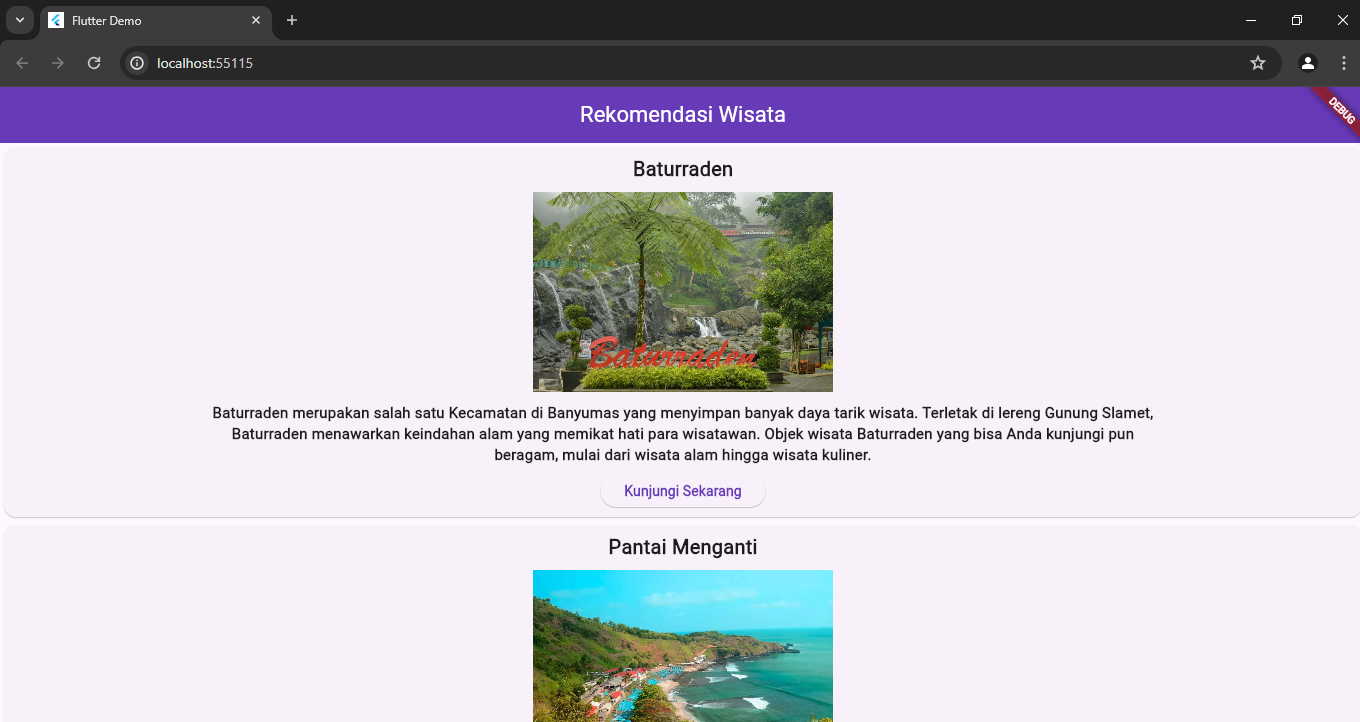 Flutter Demo
localhost:55115
Rekomendasi Wisata
DEBUG
Baturraden
Baturraden
Baturraden merupakan salah satu Kecamatan di Banyumas yang menyimpan banyak daya tarik wisata. Terletak di lereng Gunung Slamet,
Baturraden menawarkan keindahan alam yang memikat hati para wisatawan. Objek wisata Baturraden yang bisa Anda kunjungi pun
beragam, mulai dari wisata alam hingga wisata kuliner.
Kunjungi Sekarang
Pantai Menganti